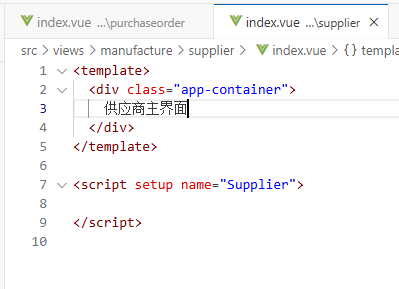 index.vue ...\purchaseorder
index.vue ...\supplier ×
src > views > manufacture > supplier > index.vue > {} templa
1 <template>
2 <div class="app-container">
3 供应商主界面
4 </div>
5 </template>
6
7 <script setup name="Supplier">
8
9 </script>
10